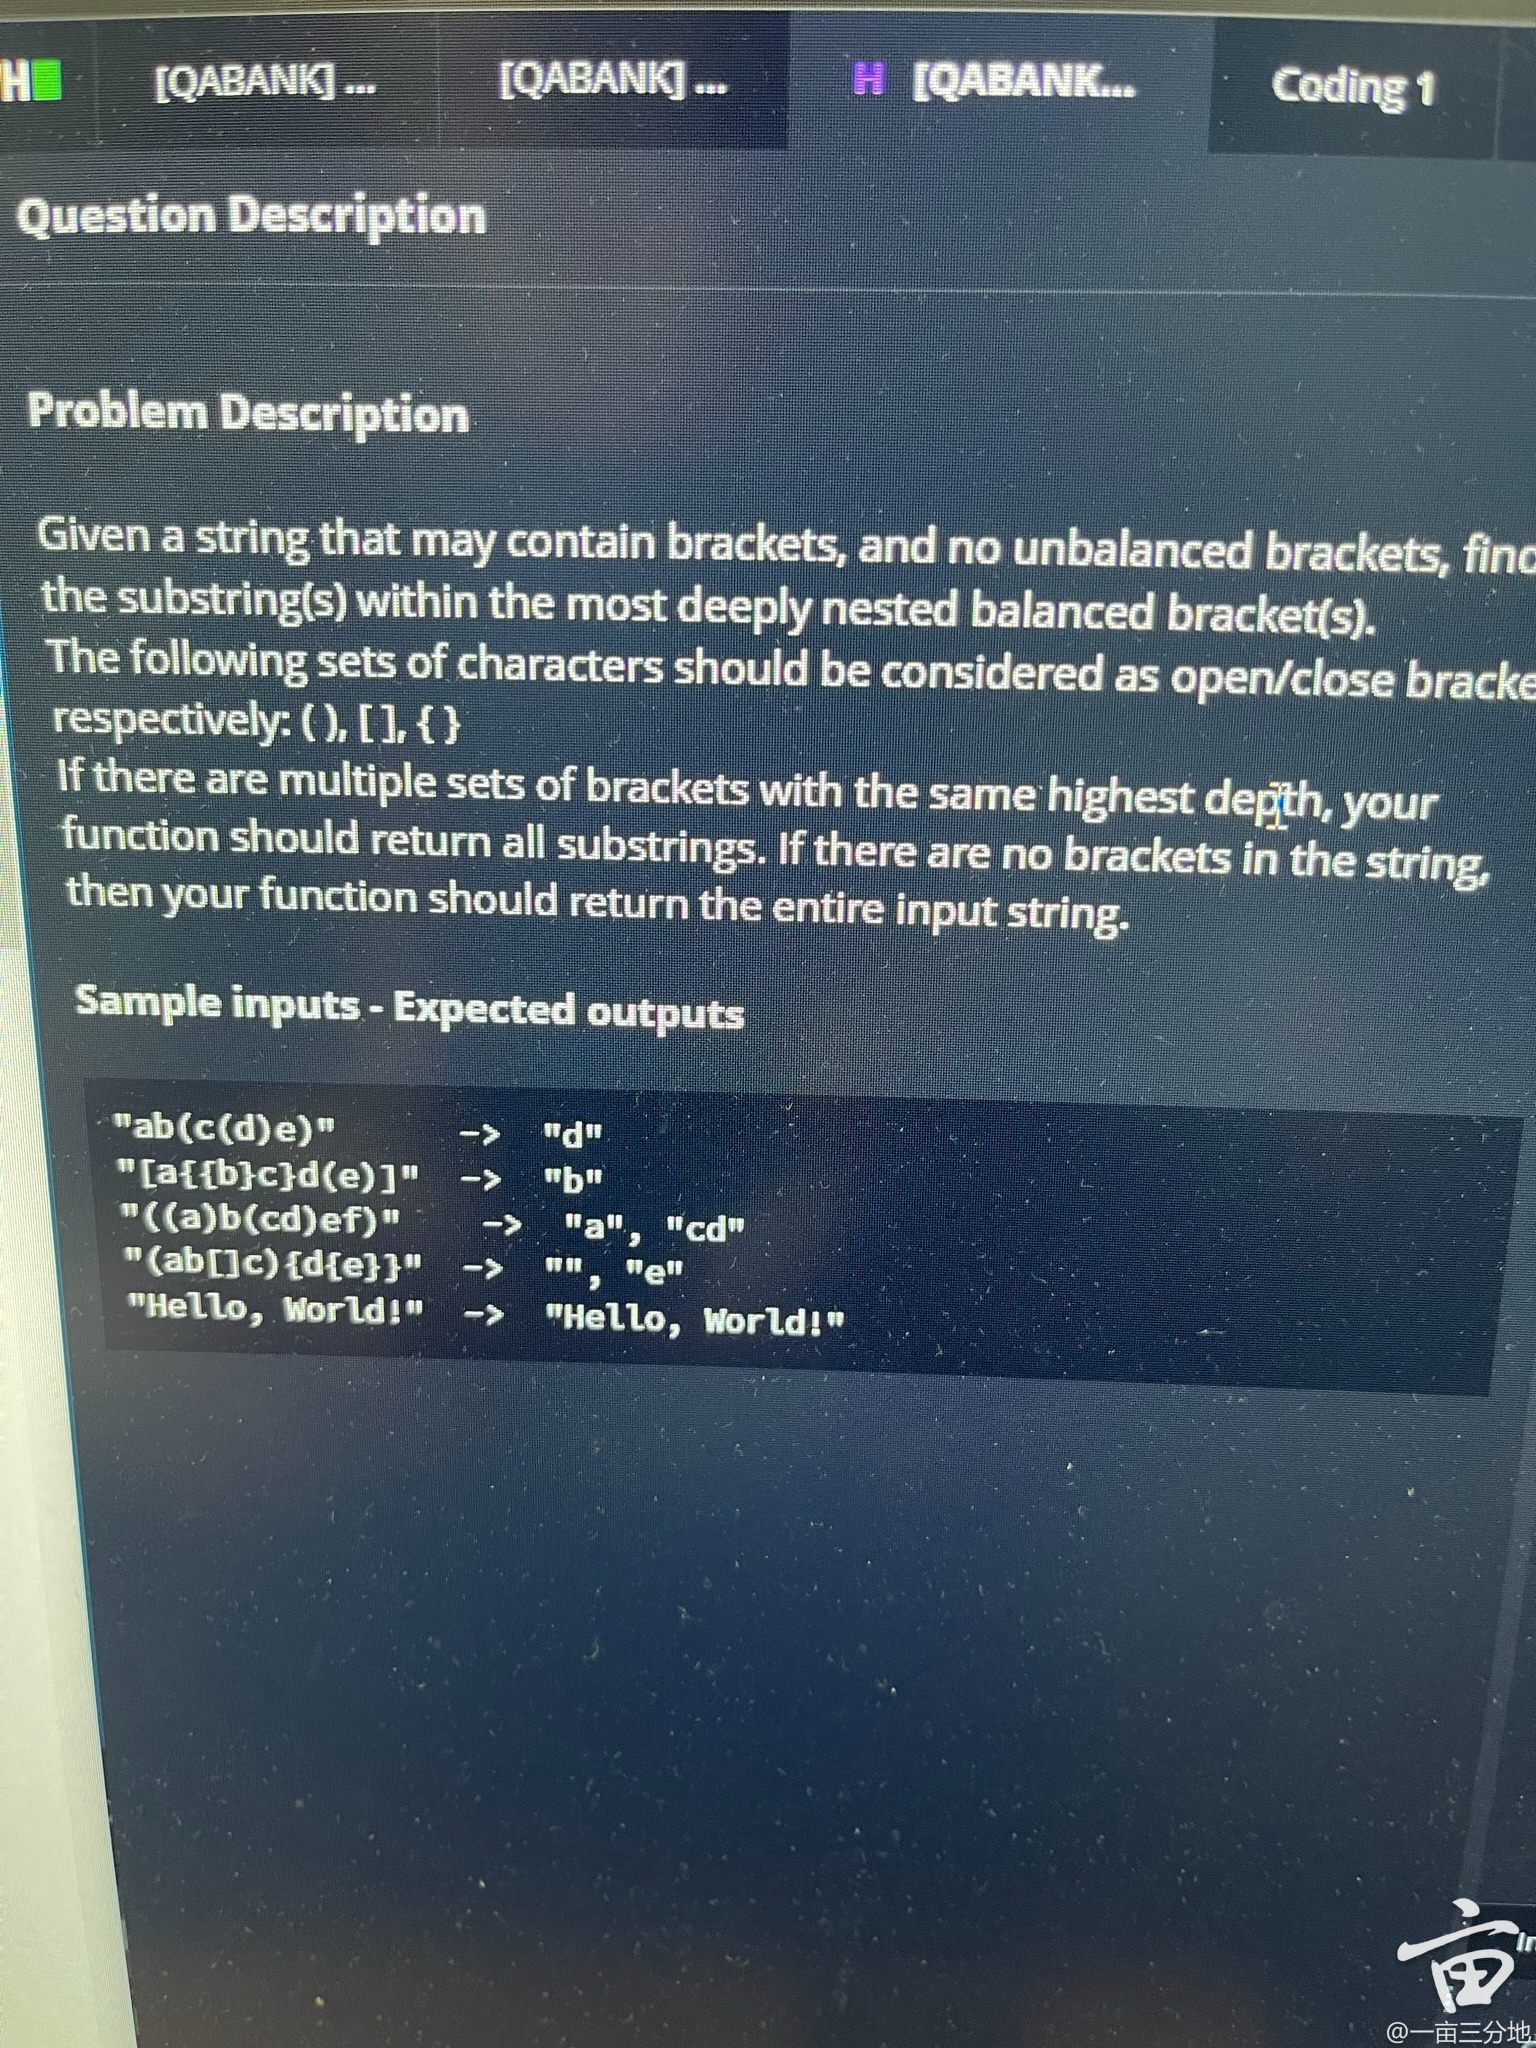 H
[QABANK] ...
[QABANK] ...
H [QABANK...
Coding 1
Question Description
Problem Description
Given a string that may contain brackets, and no unbalanced brackets, find
the substring(s) within the most deeply nested balanced bracket(s).
The following sets of characters should be considered as open/close bracke
respectively: ( ), [ ], { }
If there are multiple sets of brackets with the same highest depth, your
function should return all substrings. If there are no brackets in the string,
then your function should return the entire input string.
Sample inputs - Expected outputs
"ab(c(d)e)" -> "d"
"[a{{b}c}d(e)]" -> "b"
"((a)b(cd)ef)" -> "a", "cd"
"(ab[]c){d{e}}" -> "", "e"
"Hello, World!" -> "Hello, World!"
In
亩
@一亩三分地